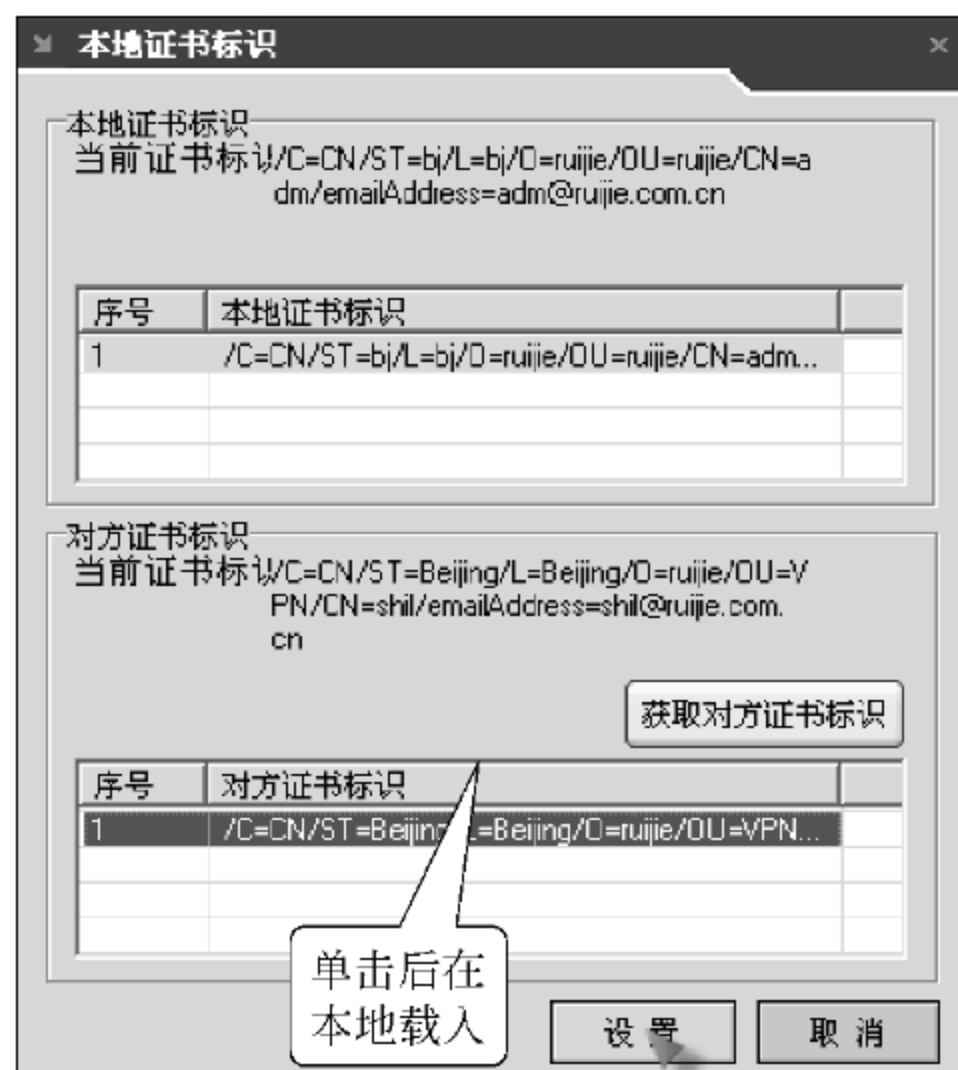 本地证书标识
本地证书标识
当前证书标识/C=CN/ST=bj/L=bj/O=ruijie/OU=ruijie/CN=a
dm/emailAddress=adm@ruijie.com.cn
序号 本地证书标识
1 /C=CN/ST=bj/L=bj/O=ruijie/OU=ruijie/CN=adm...
对方证书标识
当前证书标识/C=CN/ST=Beijing/L=Beijing/O=ruijie/OU=V
PN/CN=shil/emailAddress=shil@ruijie.com.
cn
获取对方证书标识
序号 对方证书标识
1 /C=CN/ST=Beijing/L=Beijing/O=ruijie/OU=VPN...
单击后在
本地载入
设置 取消